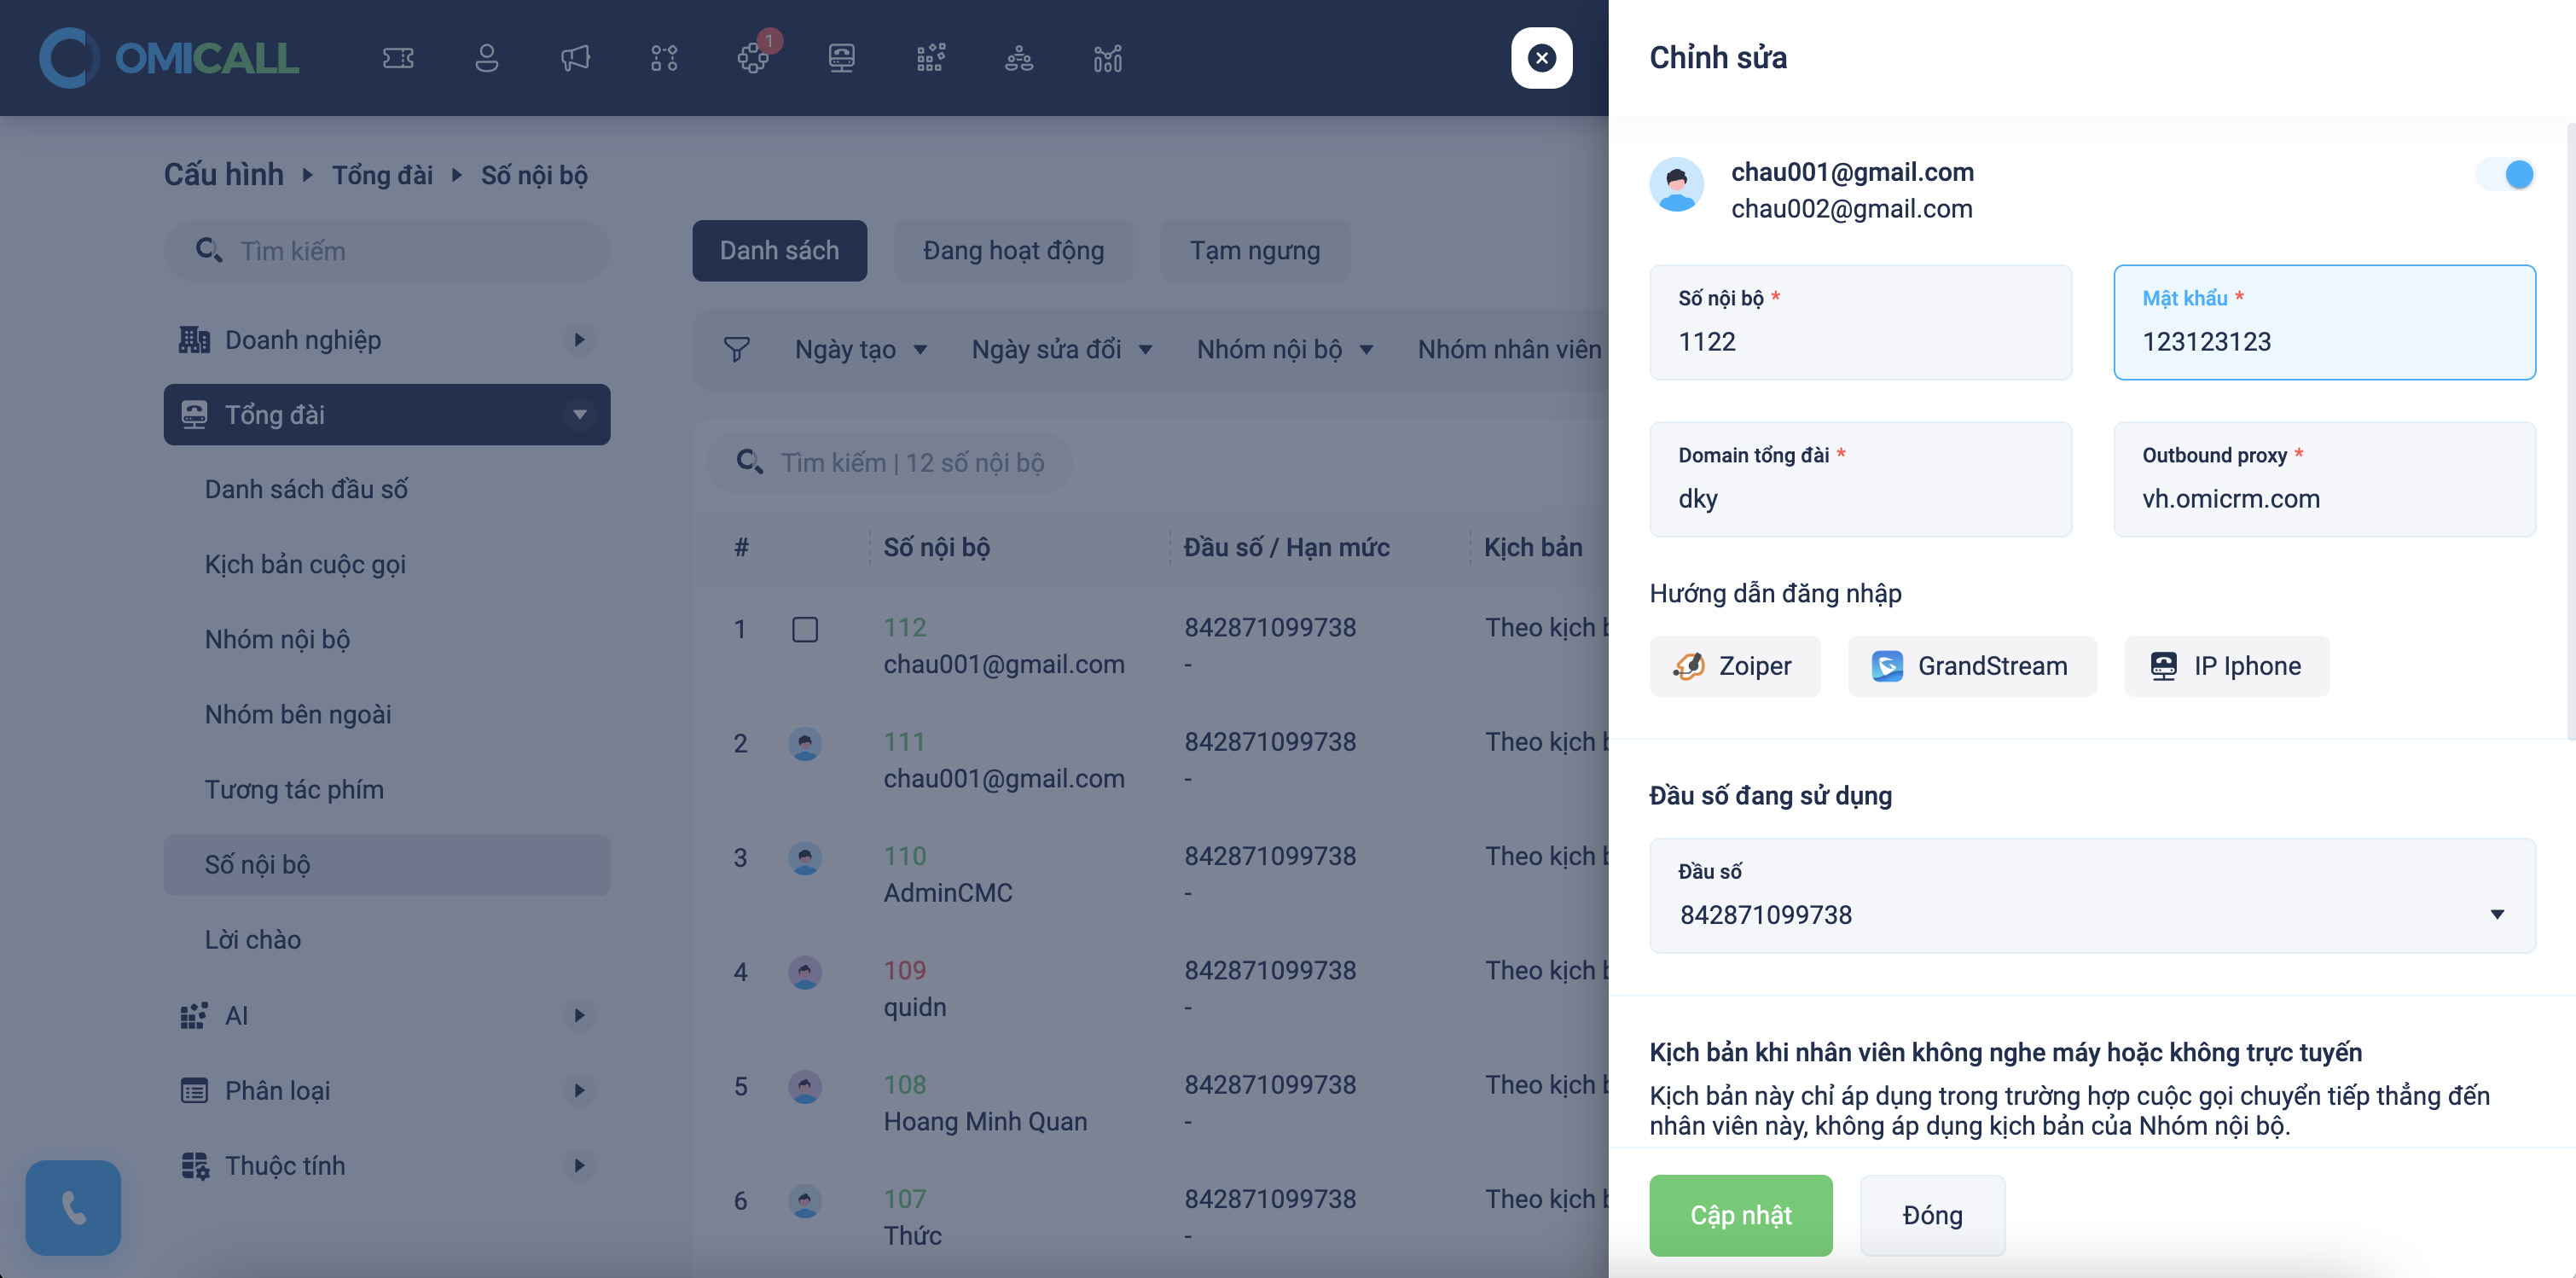 OMICALL
1
Cấu hình
Tổng đài
Số nội bộ
Tìm kiếm
Doanh nghiệp
Tổng đài
Danh sách đầu số
Kịch bản cuộc gọi
Nhóm nội bộ
Nhóm bên ngoài
Tương tác phím
Số nội bộ
Lời chào
AI
Phân loại
Thuộc tính
Danh sách
Đang hoạt động
Tạm ngưng
Ngày tạo
Ngày sửa đổi
Nhóm nội bộ
Nhóm nhân viên
Tìm kiếm | 12 số nội bộ
# Số nội bộ Đầu số / Hạn mức Kịch bản
1 112 842871099738 Theo kịch b
chau001@gmail.com -
2 111 842871099738 Theo kịch b
chau001@gmail.com -
3 110 842871099738 Theo kịch b
AdminCMC -
4 109 842871099738 Theo kịch b
quidn -
5 108 842871099738 Theo kịch b
Hoang Minh Quan -
6 107 842871099738 Theo kịch b
Thức -
Chỉnh sửa
chau001@gmail.com
chau002@gmail.com
Số nội bộ *
1122
Mật khẩu *
123123123
Domain tổng đài *
dky
Outbound proxy *
vh.omicrm.com
Hướng dẫn đăng nhập
Zoiper
GrandStream
IP Iphone
Đầu số đang sử dụng
Đầu số
842871099738
Kịch bản khi nhân viên không nghe máy hoặc không trực tuyến
Kịch bản này chỉ áp dụng trong trường hợp cuộc gọi chuyển tiếp thẳng đến
nhân viên này, không áp dụng kịch bản của Nhóm nội bộ.
Cập nhật
Đóng